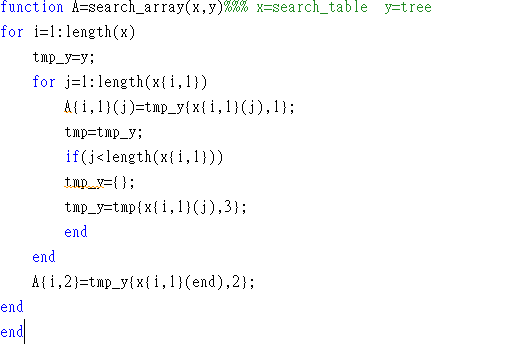 function A=search_array(x,y)%%% x=search_table  y=tree
for i=1:length(x)
    tmp_y=y;
    for j=1:length(x{i,1})
        A{i,1}(j)=tmp_y{x{i,1}(j),1};
        tmp=tmp_y;
        if(j<length(x{i,1}))
        tmp_y={};
        tmp_y=tmp{x{i,1}(j),3};
        end
    end
    A{i,2}=tmp_y{x{i,1}(end),2};
end
end